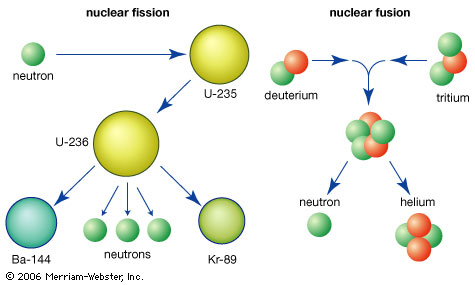 nuclear fission
neutron
U-235
U-236
Ba-144
neutrons
Kr-89
nuclear fusion
deuterium
tritium
neutron
helium
© 2006 Merriam-Webster, Inc.